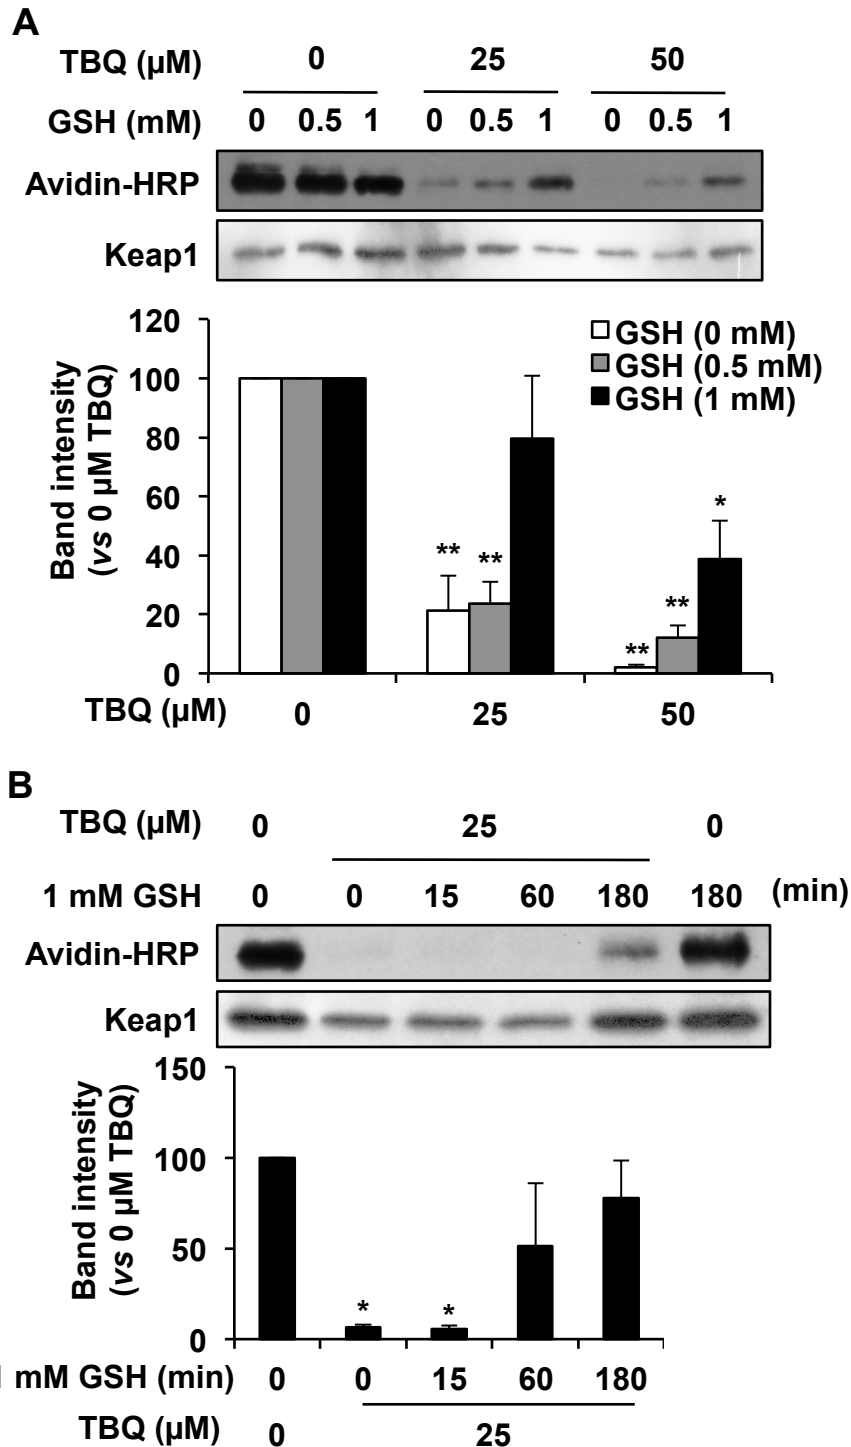 A
TBQ (µM) 0 25 50
GSH (mM) 0 0.5 1 0 0.5 1 0 0.5 1
Avidin-HRP
Keap1
120
100
80
60
40
20
0
Band intensity
(vs 0 µM TBQ)
GSH (0 mM)
GSH (0.5 mM)
GSH (1 mM)
** **
** ** *
TBQ (µM) 0 25 50
B
TBQ (µM) 0 25 0
1 mM GSH 0 0 15 60 180 180 (min)
Avidin-HRP
Keap1
150
100
50
0
Band intensity
(vs 0 µM TBQ)
* *
mM GSH (min) 0 0 15 60 180
TBQ (µM) 0 25